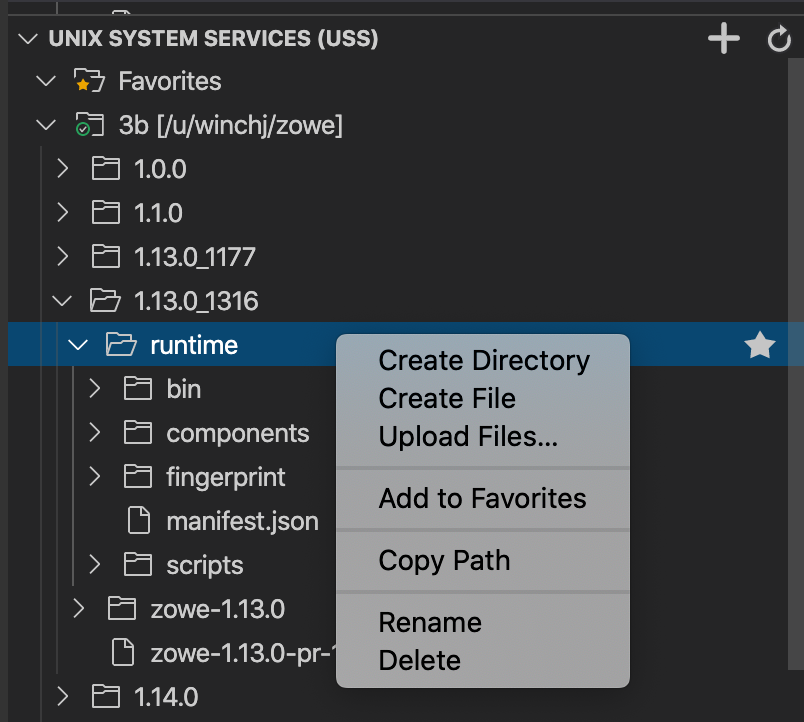 UNIX SYSTEM SERVICES (USS)
Favorites
3b [/u/winchj/zowe]
1.0.0
1.1.0
1.13.0_1177
1.13.0_1316
runtime
bin
components
fingerprint
manifest.json
scripts
zowe-1.13.0
zowe-1.13.0-pr-
1.14.0
Create Directory
Create File
Upload Files...
Add to Favorites
Copy Path
Rename
Delete